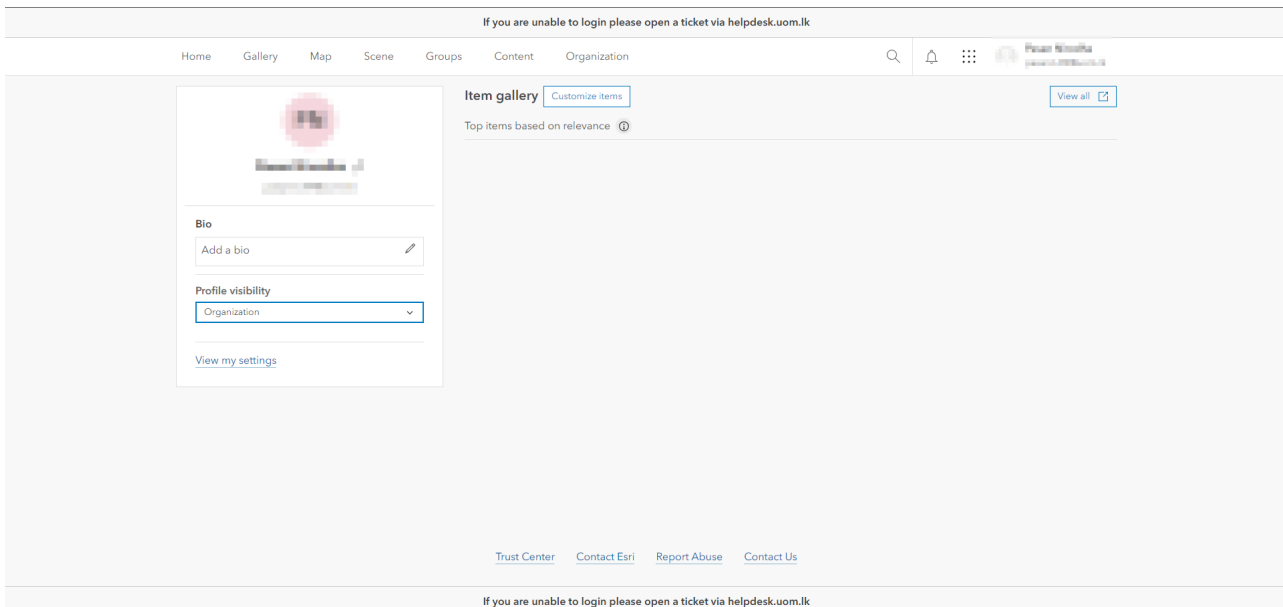 If you are unable to login please open a ticket via helpdesk.uom.lk
Home Gallery Map Scene Groups Content Organization
Item gallery Customize items View all
Top items based on relevance
Bio
Add a bio
Profile visibility
Organization
View my settings
Trust Center Contact Esri Report Abuse Contact Us
If you are unable to login please open a ticket via helpdesk.uom.lk